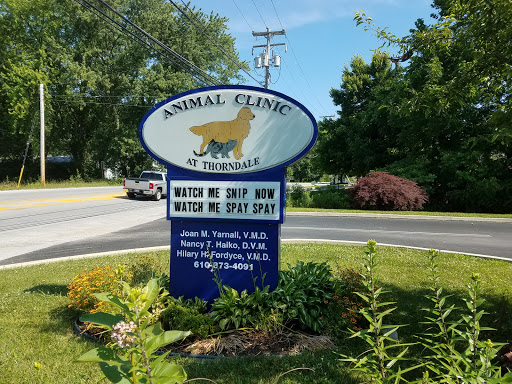 ANIMAL CLINIC
AT THORNDALE
WATCH ME SNIP NOW
WATCH ME SPAY SPAY
Joan M. Yarnall, V.M.D.
Nancy T. Haiko, D.V.M.
Hilary H. Fordyce, V.M.D.
610-273-4091